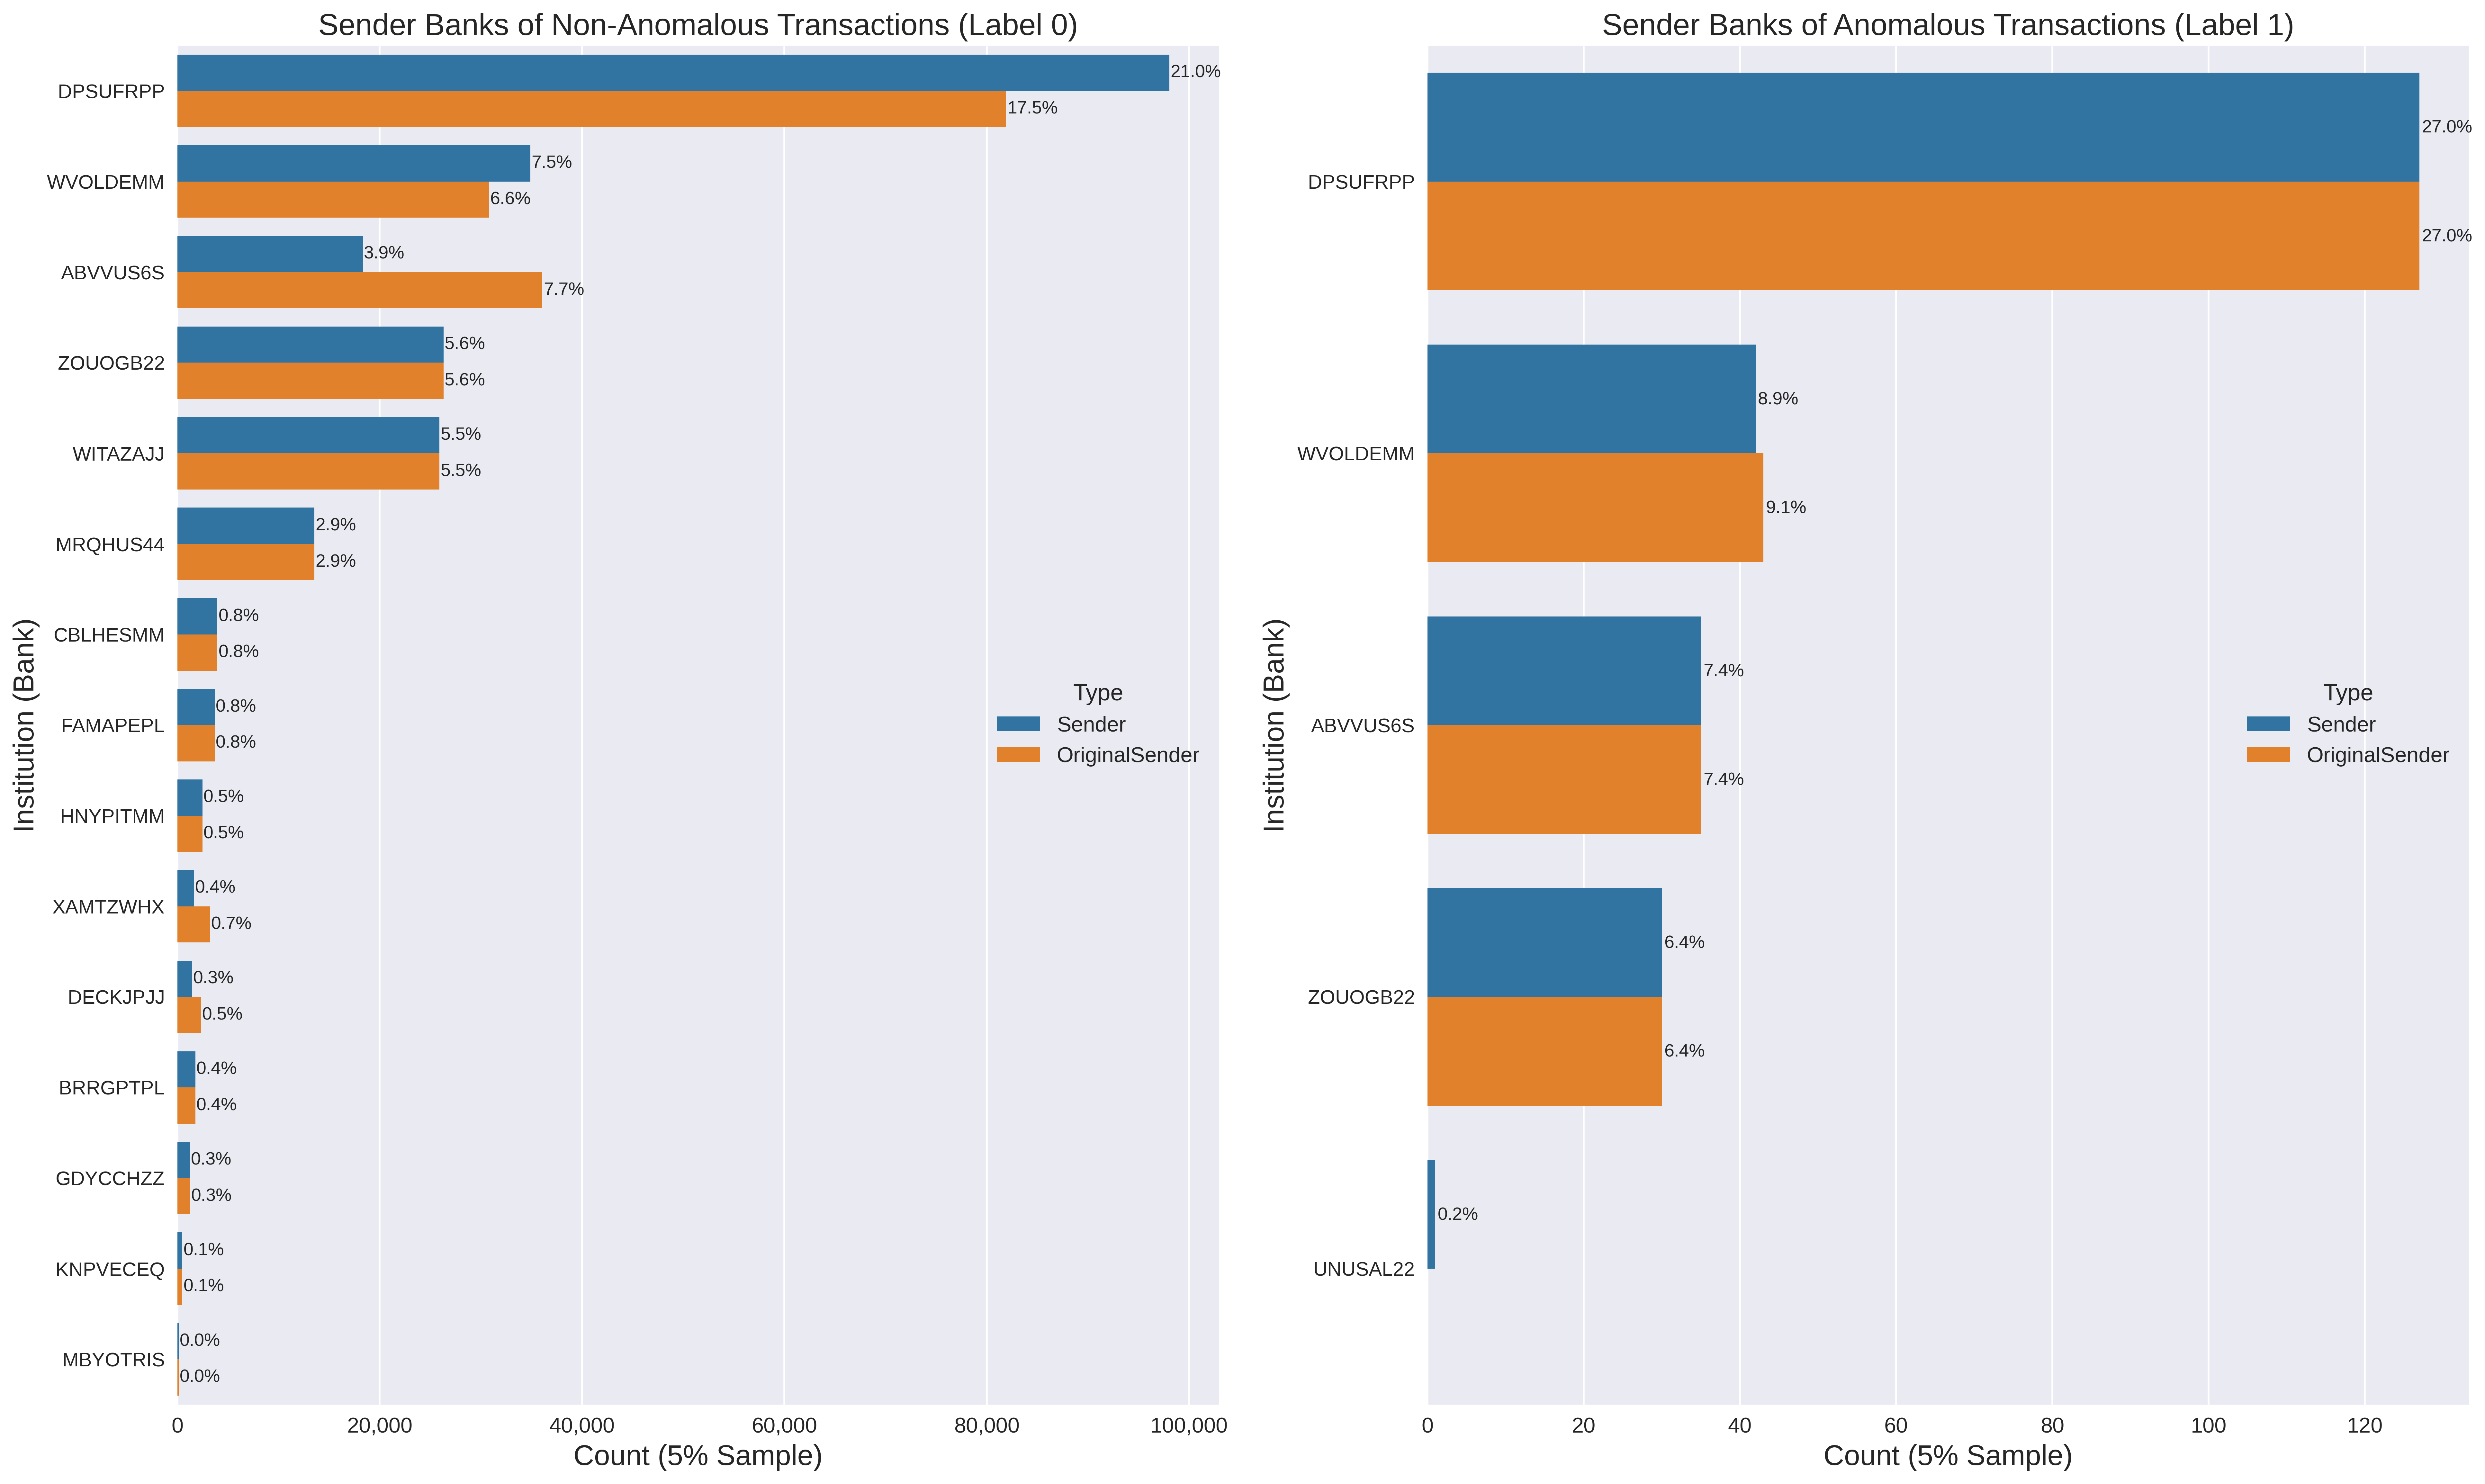 Sender Banks of Non-Anomalous Transactions (Label 0)
Institution (Bank)
DPSUFRPP
21.0%
17.5%
WVOLDEMM
7.5%
6.6%
ABVVUS6S
3.9%
7.7%
ZOUOGB22
5.6%
5.6%
WITAZAJJ
5.5%
5.5%
MRQHUS44
2.9%
2.9%
CBLHESMM
0.8%
0.8%
FAMAPEPL
0.8%
0.8%
HNYPITMM
0.5%
0.5%
XAMTZWHX
0.4%
0.7%
DECKJPJJ
0.3%
0.5%
BRRGPTPL
0.4%
0.4%
GDYCCHZZ
0.3%
0.3%
KNPVECEQ
0.1%
0.1%
MBYOTRIS
0.0%
0.0%
Type
Sender
OriginalSender
0 20,000 40,000 60,000 80,000 100,000
Count (5% Sample)
Sender Banks of Anomalous Transactions (Label 1)
Institution (Bank)
DPSUFRPP
27.0%
27.0%
WVOLDEMM
8.9%
9.1%
ABVVUS6S
7.4%
7.4%
ZOUOGB22
6.4%
6.4%
UNUSAL22
0.2%
Type
Sender
OriginalSender
0 20 40 60 80 100 120
Count (5% Sample)